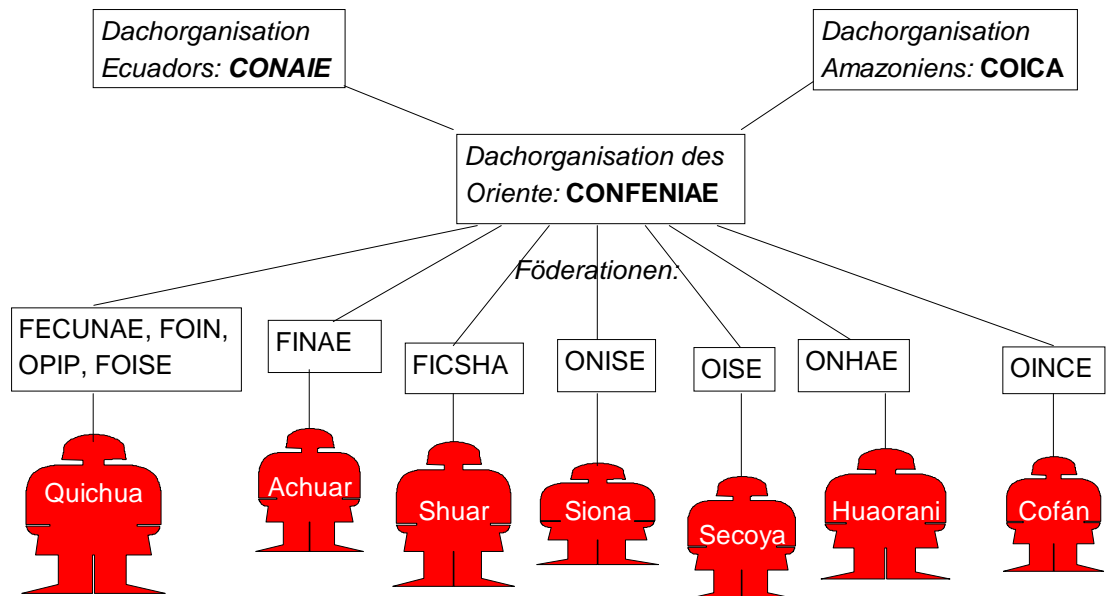 Dachorganisation
Ecuadors: CONAIE
Dachorganisation
Amazoniens: COICA
Dachorganisation des
Oriente: CONFENIAE
Föderationen:
FECUNAE, FOIN,
OPIP, FOISE
FINAE
FICSHA
ONISE
OISE
ONHAE
OINCE
Quichua
Achuar
Shuar
Siona
Secoya
Huaorani
Cofán